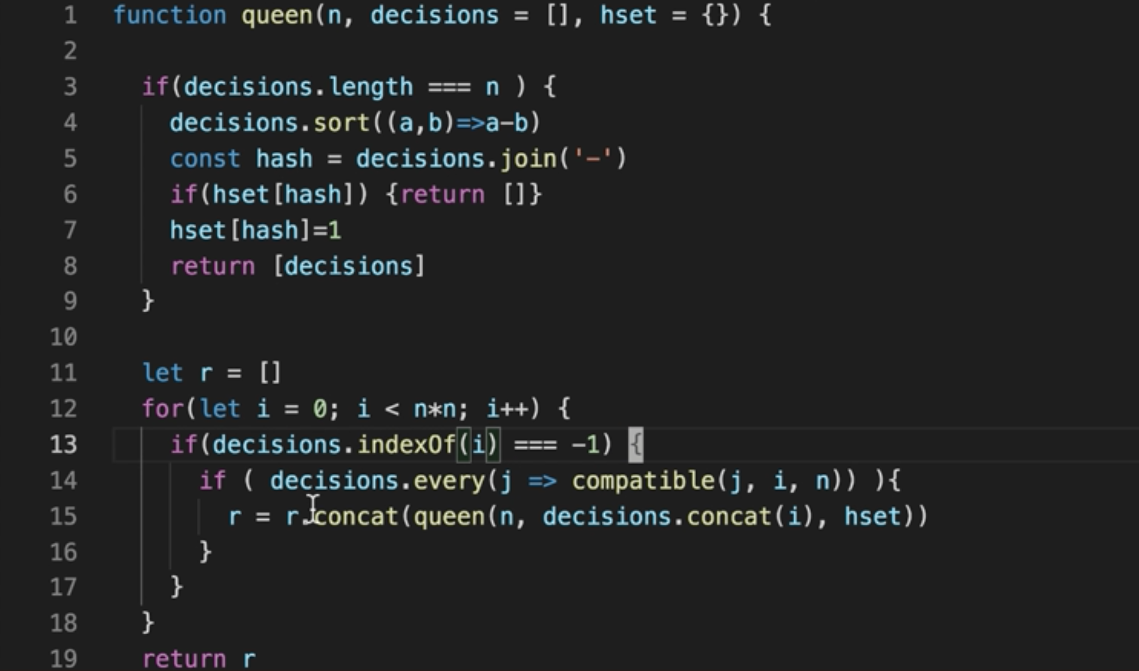 1 function queen(n, decisions = [], hset = {}) {
2
3 if(decisions.length === n ) {
4 decisions.sort((a,b)=>a-b)
5 const hash = decisions.join('-')
6 if(hset[hash]) {return []}
7 hset[hash]=1
8 return [decisions]
9 }
10
11 let r = []
12 for(let i = 0; i < n*n; i++) {
13 if(decisions.indexOf(i) === -1) {
14 if ( decisions.every(j => compatible(j, i, n)) ){
15 r = r.concat(queen(n, decisions.concat(i), hset))
16 }
17 }
18 }
19 return r